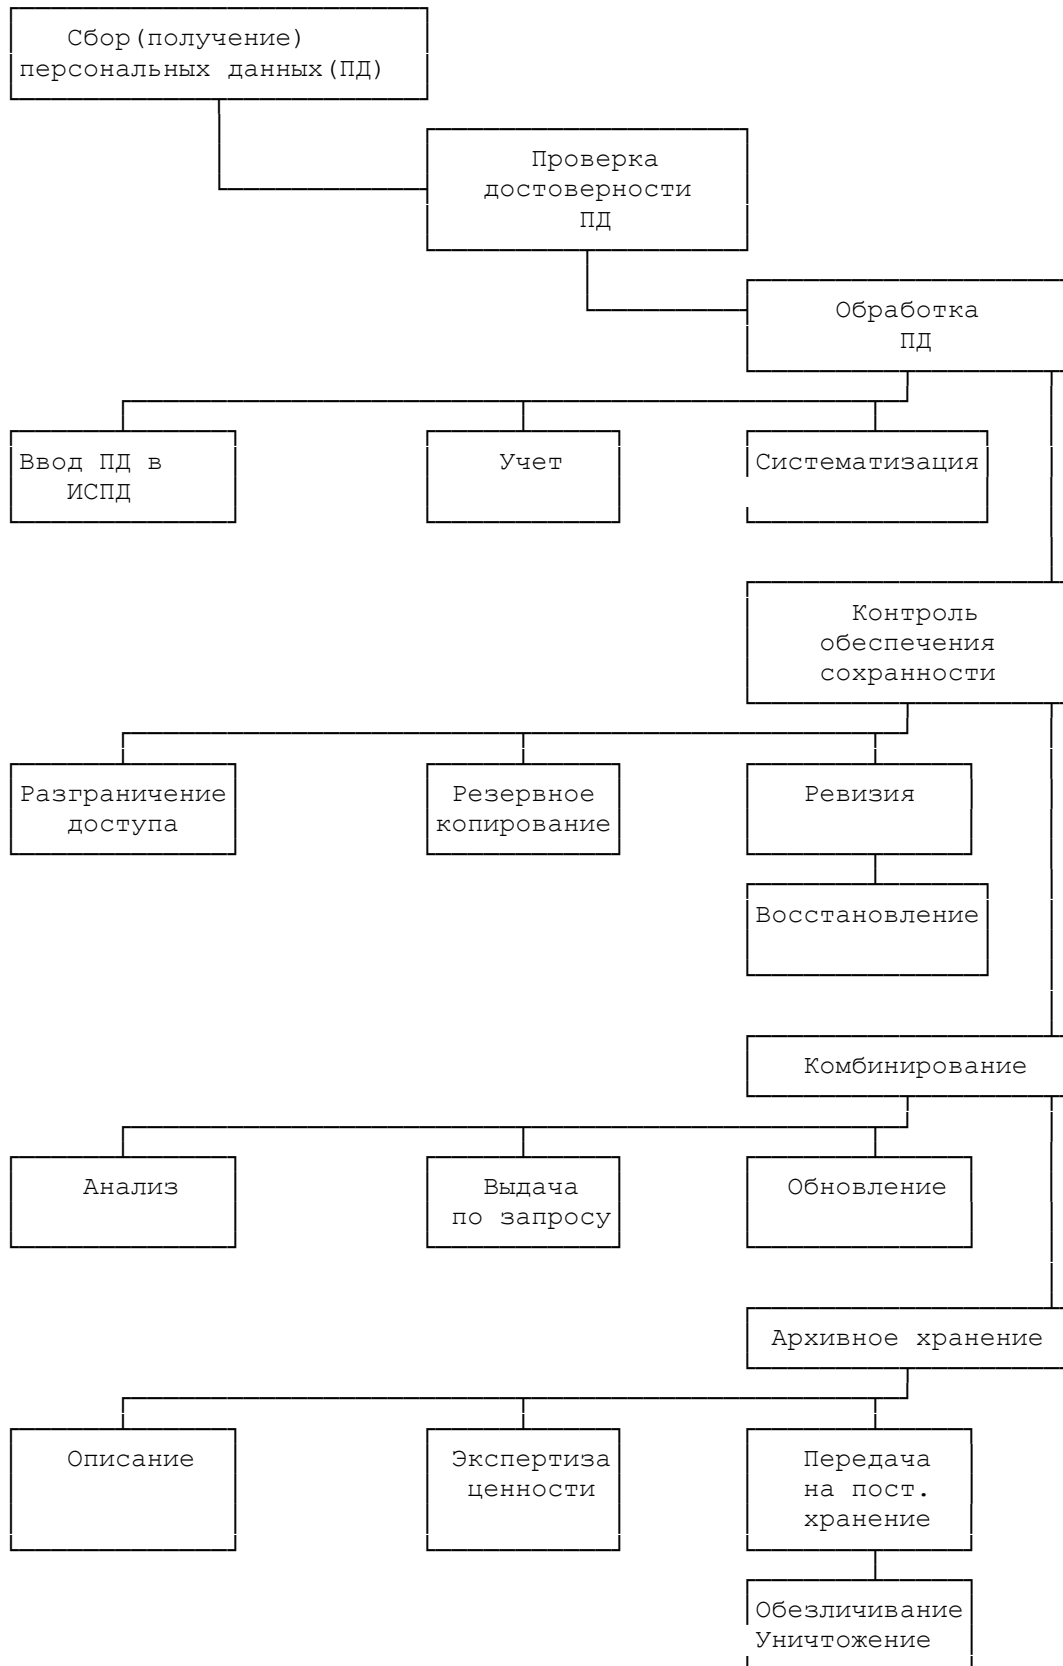 Сбор(получение)
персональных данных(ПД)
Проверка
достоверности
ПД
Обработка
ПД
Ввод ПД в
ИСПД
Учет
Систематизация
Контроль
обеспечения
сохранности
Разграничение
доступа
Резервное
копирование
Ревизия
Восстановление
Комбинирование
Анализ
Выдача
по запросу
Обновление
Архивное хранение
Описание
Экспертиза
ценности
Передача
на пост.
хранение
Обезличивание
Уничтожение